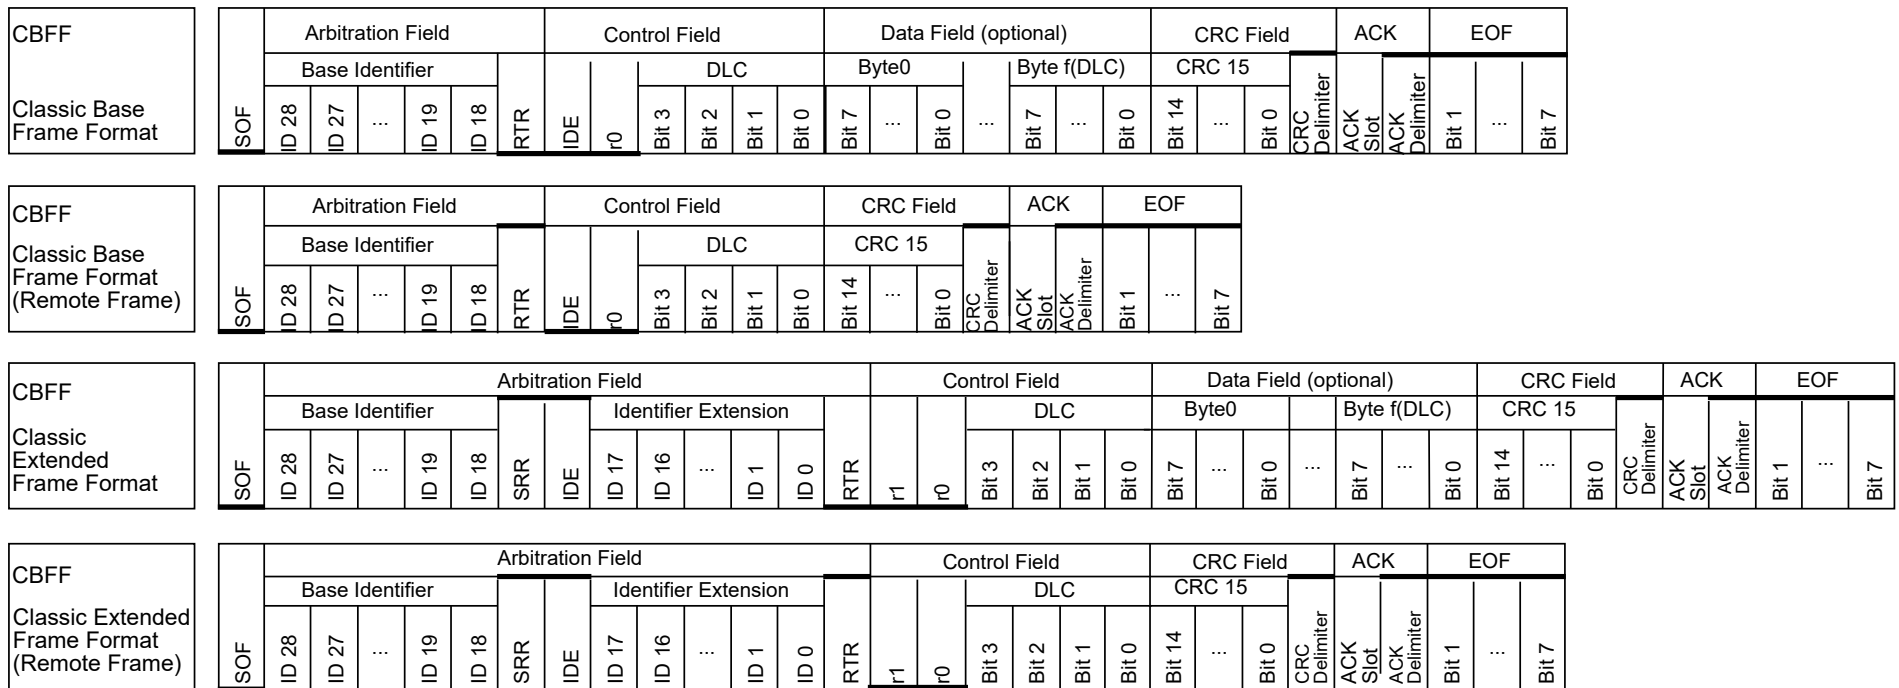 CBFF
Classic Base
Frame Format
Arbitration Field Control Field Data Field (optional) CRC Field ACK EOF
Base Identifier DLC Byte0 Byte f(DLC) CRC 15
SOF ID 28 ID 27 ... ID 19 ID 18 RTR IDE r0 Bit 3 Bit 2 Bit 1 Bit 0 Bit 7 ... Bit 0 ... Bit 7 ... Bit 0 Bit 14 ... Bit 0 CRC Delimiter ACK Slot ACK Delimiter Bit 1 ... Bit 7
CBFF
Classic Base
Frame Format
(Remote Frame)
Arbitration Field Control Field CRC Field ACK EOF
Base Identifier DLC CRC 15
SOF ID 28 ID 27 ... ID 19 ID 18 RTR IDE r0 Bit 3 Bit 2 Bit 1 Bit 0 Bit 14 ... Bit 0 CRC Delimiter ACK Slot ACK Delimiter Bit 1 ... Bit 7
CBFF
Classic
Extended
Frame Format
Arbitration Field Control Field Data Field (optional) CRC Field ACK EOF
Base Identifier Identifier Extension DLC Byte0 Byte f(DLC) CRC 15
SOF ID 28 ID 27 ... ID 19 ID 18 SRR IDE ID 17 ID 16 ... ID 1 ID 0 RTR r1 r0 Bit 3 Bit 2 Bit 1 Bit 0 Bit 7 ... Bit 0 ... Bit 7 ... Bit 0 Bit 14 ... Bit 0 CRC Delimiter ACK Slot ACK Delimiter Bit 1 ... Bit 7
CBFF
Classic Extended
Frame Format
(Remote Frame)
Arbitration Field Control Field CRC Field ACK EOF
Base Identifier Identifier Extension DLC CRC 15
SOF ID 28 ID 27 ... ID 19 ID 18 SRR IDE ID 17 ID 16 ... ID 1 ID 0 RTR r1 r0 Bit 3 Bit 2 Bit 1 Bit 0 Bit 14 ... Bit 0 CRC Delimiter ACK Slot ACK Delimiter Bit 1 ... Bit 7